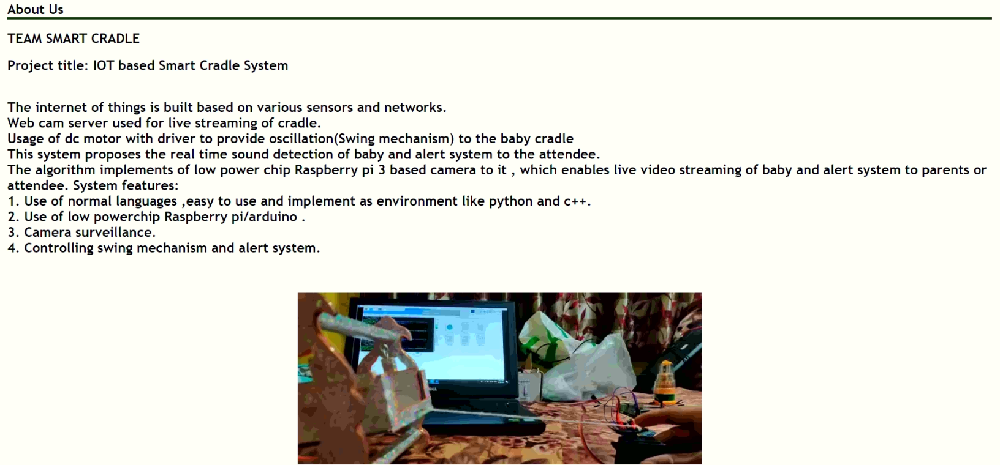 About Us
TEAM SMART CRADLE
Project title: IOT based Smart Cradle System
The internet of things is built based on various sensors and networks.
Web cam server used for live streaming of cradle.
Usage of dc motor with driver to provide oscillation(Swing mechanism) to the baby cradle
This system proposes the real time sound detection of baby and alert system to the attendee.
The algorithm implements of low power chip Raspberry pi 3 based camera to it , which enables live video streaming of baby and alert system to parents or
attendee. System features:
1. Use of normal languages ,easy to use and implement as environment like python and c++.
2. Use of low powerchip Raspberry pi/arduino .
3. Camera surveillance.
4. Controlling swing mechanism and alert system.